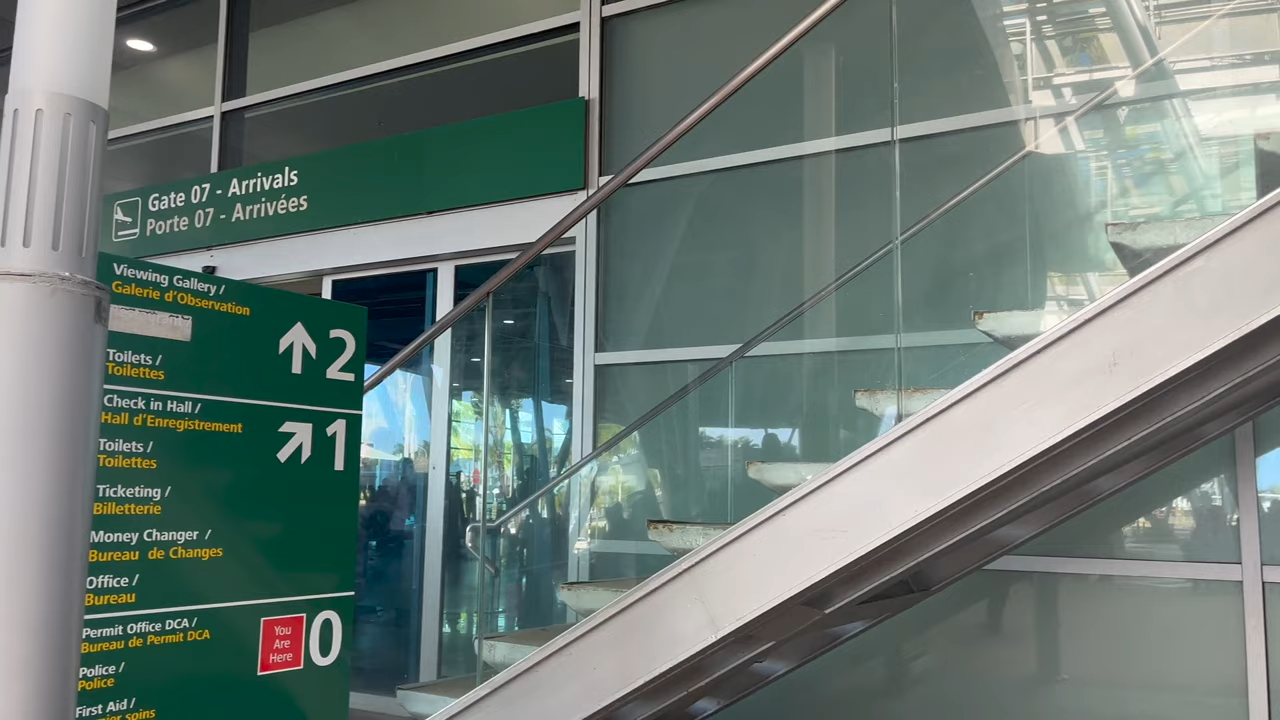 Gate 07 - Arrivals
Porte 07 - Arrivées
Viewing Gallery /
Galerie d'Observation
Toilets /
Toilettes
2
Check in Hall /
Hall d'Enregistrement
1
Toilets /
Toilettes
Ticketing /
Billetterie
Money Changer /
Bureau de Changes
Office /
Bureau
Permit Office DCA /
Bureau de Permit DCA
You
Are
Here
0
Police /
Police
First Aid /
soins